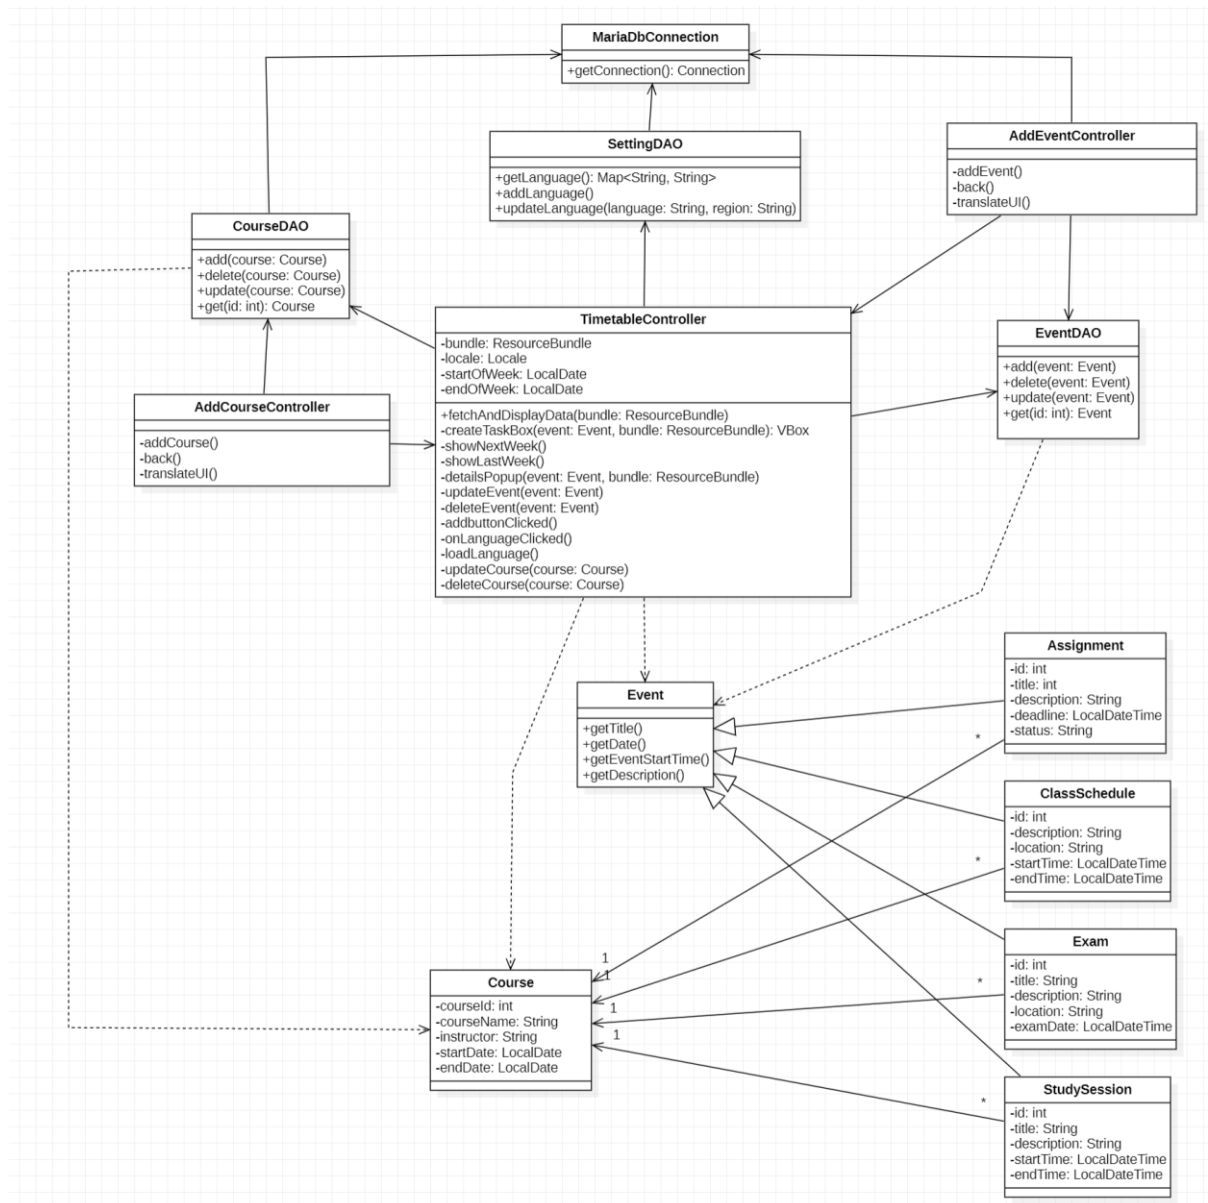 MariaDbConnection
+getConnection(): Connection
SettingDAO
+getLanguage(): Map<String, String>
+addLanguage()
+updateLanguage(language: String, region: String)
AddEventController
-addEvent()
-back()
-translateUI()
CourseDAO
+add(course: Course)
+delete(course: Course)
+update(course: Course)
+get(id: int): Course
TimetableController
-bundle: ResourceBundle
-locale: Locale
-startOfWeek: LocalDate
-endOfWeek: LocalDate
+fetchAndDisplayData(bundle: ResourceBundle)
-createTaskBox(event: Event, bundle: ResourceBundle): VBox
-showNextWeek()
-showLastWeek()
-detailsPopup(event: Event, bundle: ResourceBundle)
-updateEvent(event: Event)
-deleteEvent(event: Event)
-addbuttonClicked()
-onLanguageClicked()
-loadLanguage()
-updateCourse(course: Course)
-deleteCourse(course: Course)
EventDAO
+add(event: Event)
+delete(event: Event)
+update(event: Event)
+get(id: int): Event
AddCourseController
-addCourse()
-back()
-translateUI()
Event
+getTitle()
+getDate()
+getEventStartTime()
+getDescription()
Assignment
-id: int
-title: int
-description: String
-deadline: LocalDateTime
-status: String
*
ClassSchedule
-id: int
-description: String
-location: String
-startTime: LocalDateTime
-endTime: LocalDateTime
*
Exam
-id: int
-title: String
-description: String
-location: String
-examDate: LocalDateTime
*
Course
-courseId: int
-courseName: String
-instructor: String
-startDate: LocalDate
-endDate: LocalDate
1
1
1
1
StudySession
-id: int
-title: String
-description: String
-startTime: LocalDateTime
-endTime: LocalDateTime
*